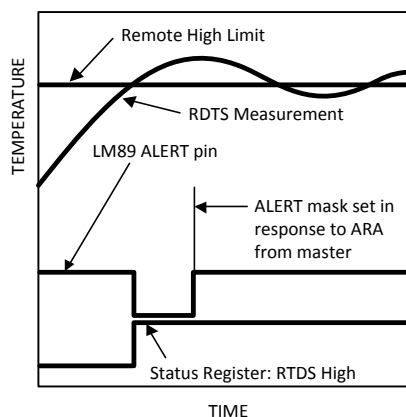 Remote High Limit
RDTS Measurement
LM89 ALERT pin
TEMPERATURE
ALERT mask set in
response to ARA
from master
Status Register: RTDS High
TIME